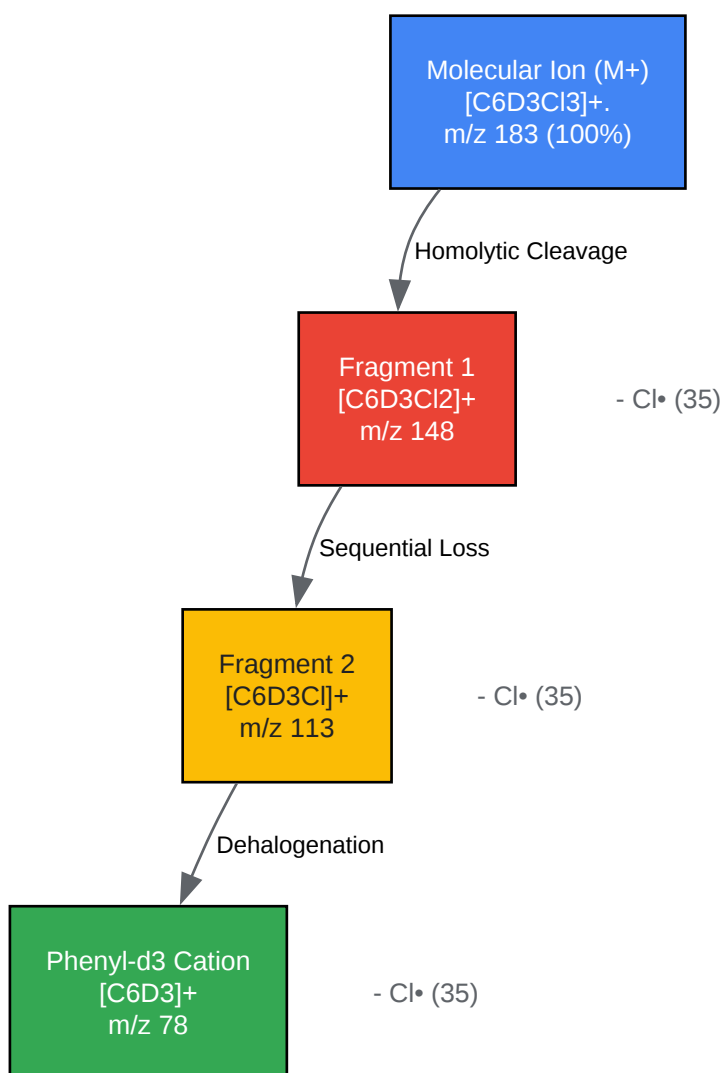 Molecular Ion (M+)
[C6D3Cl3]+.
m/z 183 (100%)
Homolytic Cleavage
Fragment 1
[C6D3Cl2]+
m/z 148
- Cl• (35)
Sequential Loss
Fragment 2
[C6D3Cl]+
m/z 113
- Cl• (35)
Dehalogenation
Phenyl-d3 Cation
[C6D3]+
m/z 78
- Cl• (35)